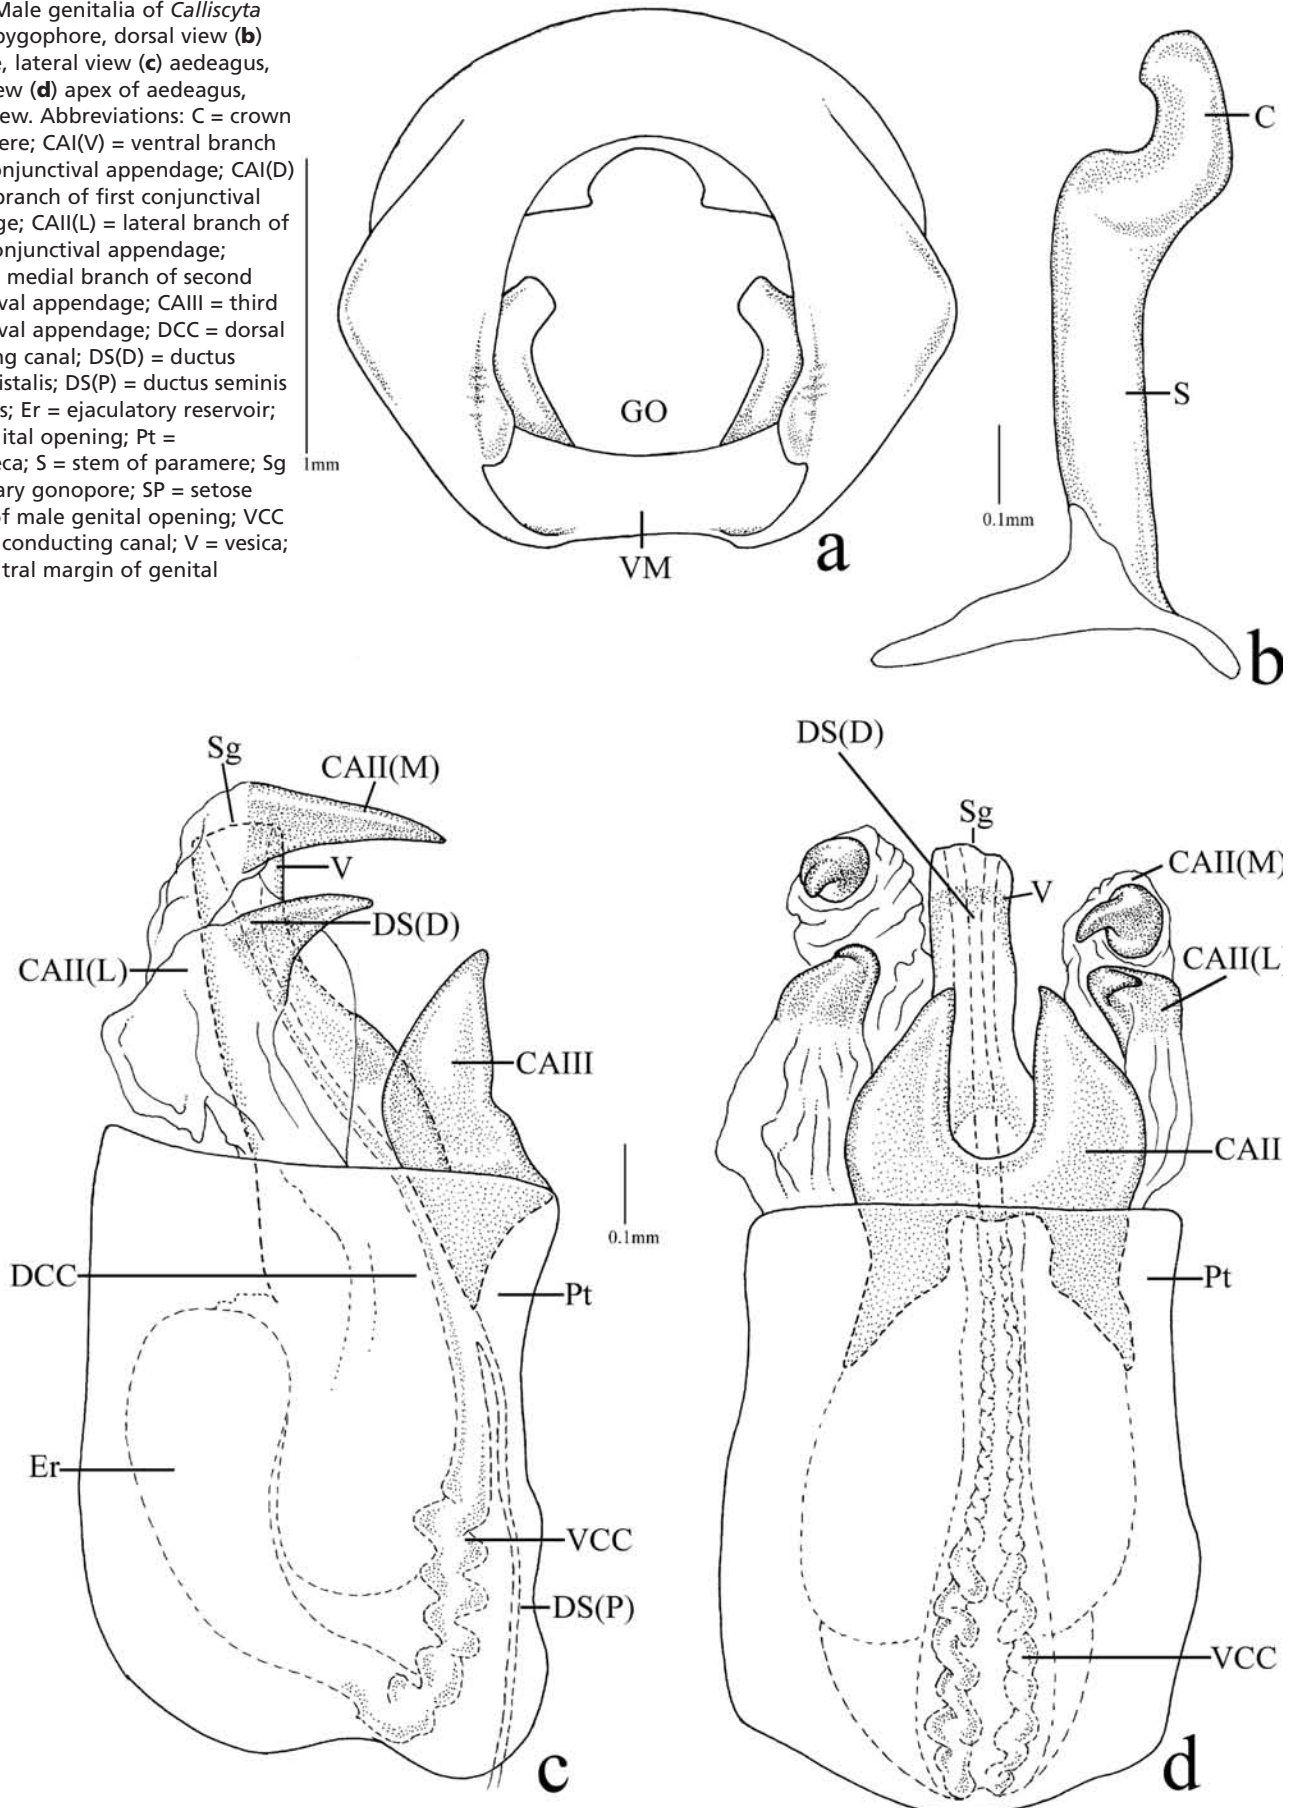 Male genitalia of Calliscyta
pygophore, dorsal view (b)
, lateral view (c) aedeagus,
(d) apex of aedeagus,
Abbreviations: C = crown
CAI(V) = ventral branch
onjunctival appendage; CAI(D)
branch of first conjunctival
CAII(L) = lateral branch of
onjunctival appendage;
medial branch of second
val appendage; CAIII = third
val appendage; DCC = dorsal
ng canal; DS(D) = ductus
istalis; DS(P) = ductus seminis
s; Er = ejaculatory reservoir;
ital opening; Pt =
eca; S = stem of paramere; Sg
ary gonopore; SP = setose
of male genital opening; VCC
conducting canal; V = vesica;
tral margin of genital
1mm
GO
VM
a
C
S
0.1mm
b
Sg
CAII(M)
V
DS(D)
CAII(L)
CAIII
0.1mm
DCC
Pt
Er
VCC
DS(P)
c
DS(D)
Sg
CAII(M)
V
CAII(L
CAII
Pt
VCC
d